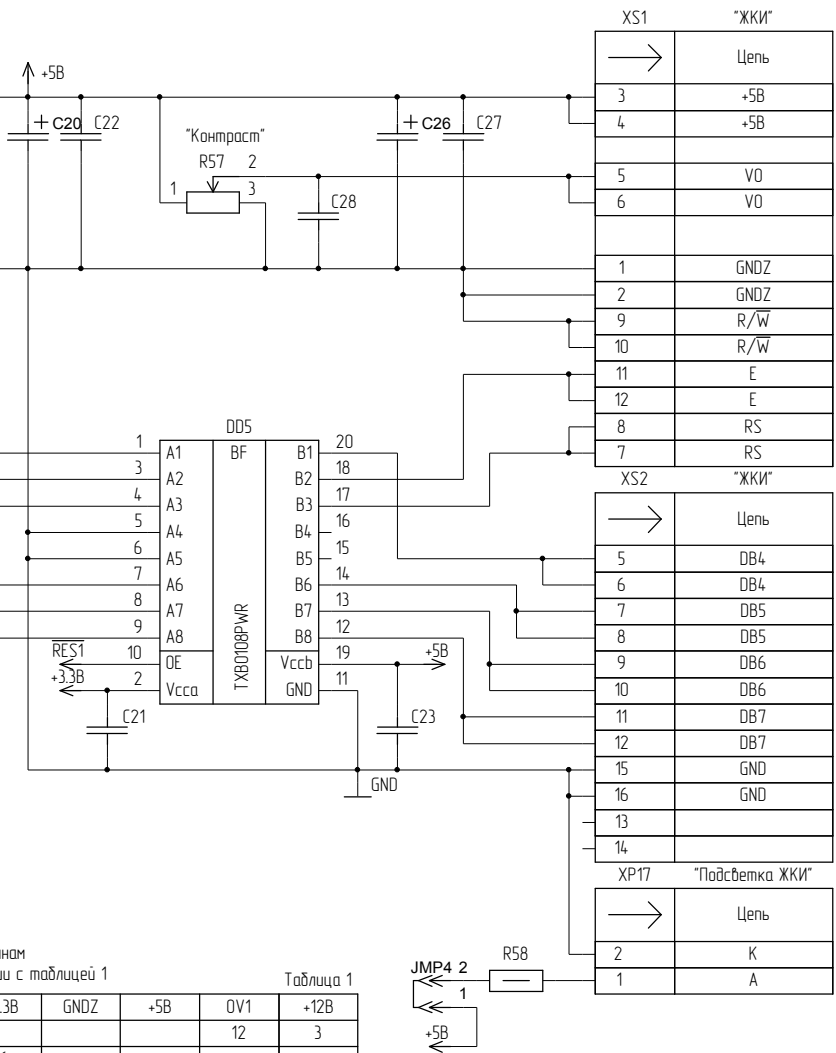 XS1 "ЖКИ"
Цепь
+5В
3 +5В
4 +5В
+ C20 C22
+ C26 C27
"Контраст"
R57 2
1 3
C28
5 V0
6 V0
1 GNDZ
2 GNDZ
9 R/W̅
10 R/W̅
11 E
12 E
8 RS
7 RS
DD5
1 A1 BF B1 20
3 A2 B2 18
4 A3 B3 17
5 A4 B4 16
6 A5 B5 15
7 A6 B6 14
8 A7 B7 13
9 A8 B8 12
R̅E̅S̅1̅ 10 OE Vccb 19 +5В
+3.3В 2 Vcca GND 11
TXB0108PWR
C21 C23
GND
XS2 "ЖКИ"
Цепь
5 DB4
6 DB4
7 DB5
8 DB5
9 DB6
10 DB6
11 DB7
12 DB7
15 GND
16 GND
13
14
XP17 "Подсветка ЖКИ"
Цепь
2 K
1 A
R58
JMP4 2
1
+5В
и с таблицей 1
Таблица 1
.3В GNDZ +5В 0V1 +12В
12 3